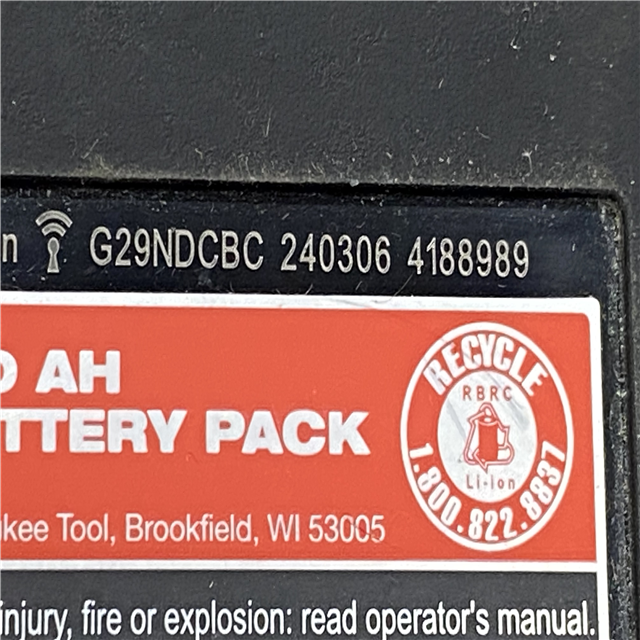 n G29NDCBC 240306 4188989
AH
TTERY PACK
kee Tool, Brookfield, WI 53005
RECYCLE
RBRC
Li-ion
1.800.822.8837
injury, fire or explosion: read operator's manual.